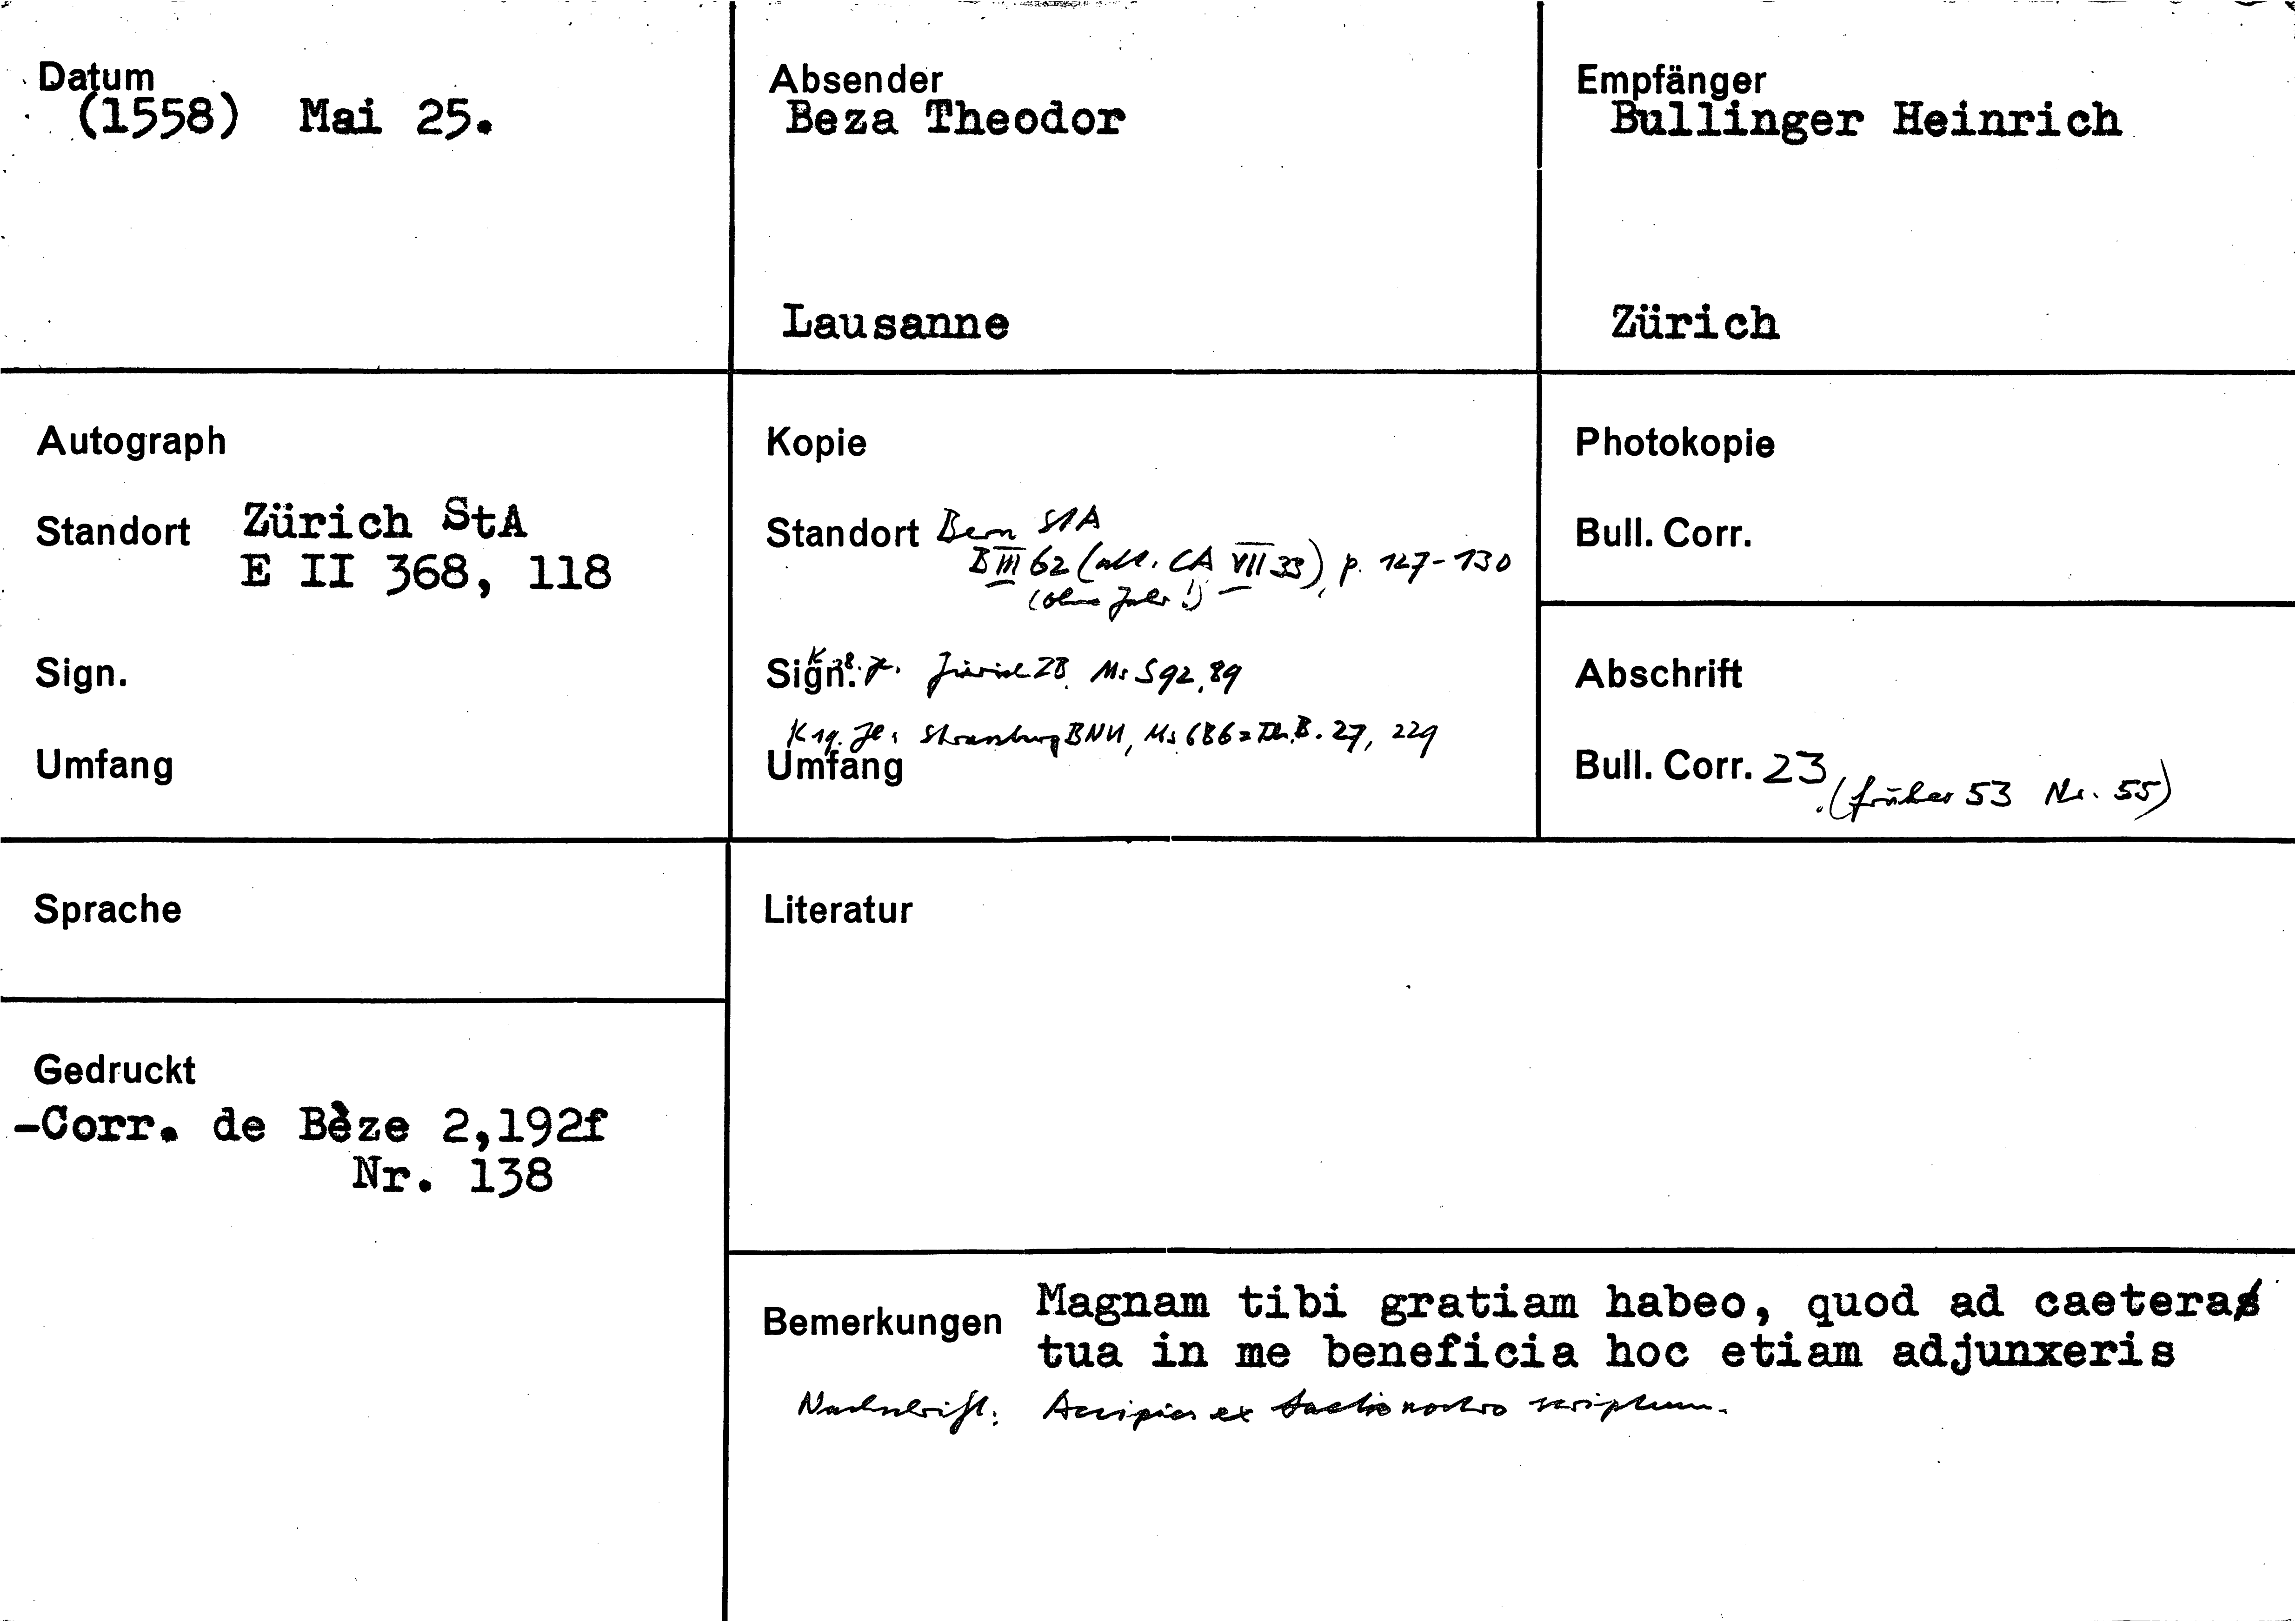 Datum
(1558) Mai 25.
Absender
Beza Theodor
Lausanne
Empfänger
Bullinger Heinrich
Zürich
Autograph
Standort Zürich StA
E II 368, 118
Sign.
Umfang
Kopie
Standort Bern StA
B III 62 (alt. CA VII 33), p. 127-130
(ohne Jahr!)
Sign. K 18. J. Zürich ZB, Ms S 92, 89
K 19. Jh: Strassburg BNU, Ms 686 = Th. B. 27, 229
Umfang
Photokopie
Bull. Corr.
Abschrift
Bull. Corr. 23
(früher 53 Nr. 55)
Sprache
Gedruckt
-Corr. de Bèze 2,192f
Nr. 138
Literatur
Bemerkungen Magnam tibi gratiam habeo, quod ad caetera
tua in me beneficia hoc etiam adjunxeris
Nachschrift: Accipies ex nostro scriptum.